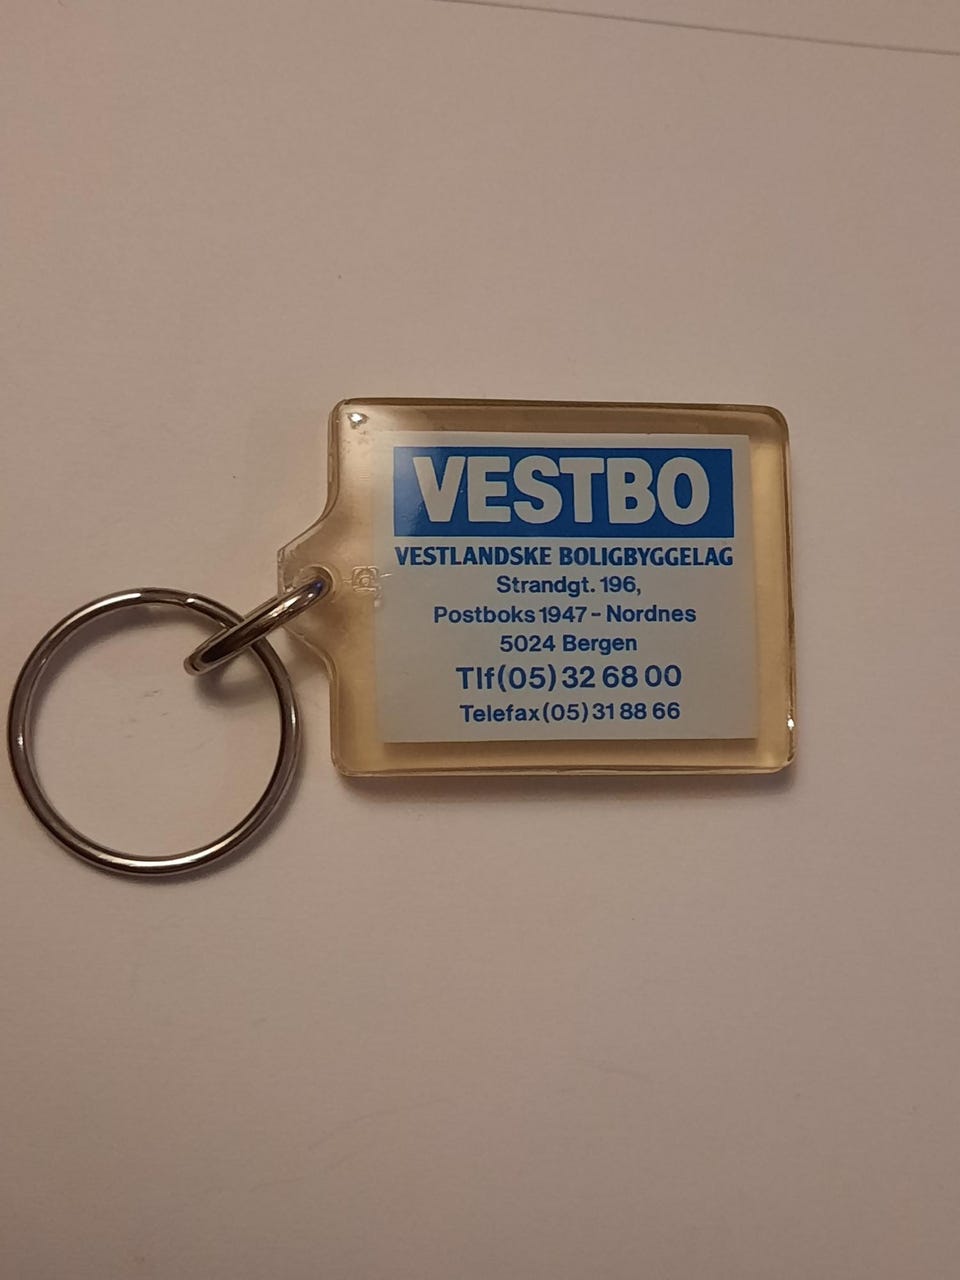 VESTBO
VESTLANDSKE BOLIGBYGGELAG
Strandgt. 196,
Postboks 1947 - Nordnes
5024 Bergen
Tlf (05) 32 68 00
Telefax (05) 31 88 66